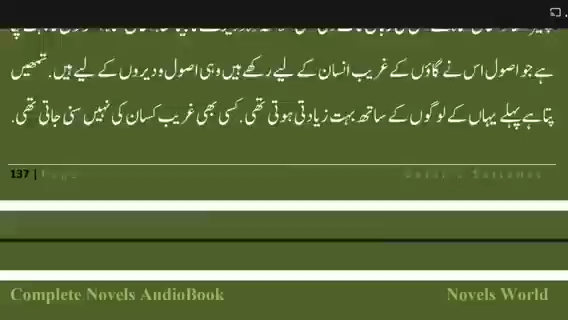 ہے جو اصول اس نے گاؤں کے غریب انسان کے لیے رکھے ہیں وہی اصول ودیروں کے لیے ہیں. تمھیں
پتا ہے پہلے یہاں کے لوگوں کے ساتھ بہت زیادتی ہوتی تھی. کسی بھی غریب کسان کی نہیں سنی جاتی تھی.
137 | Page
Complete Novels AudioBook Novels World